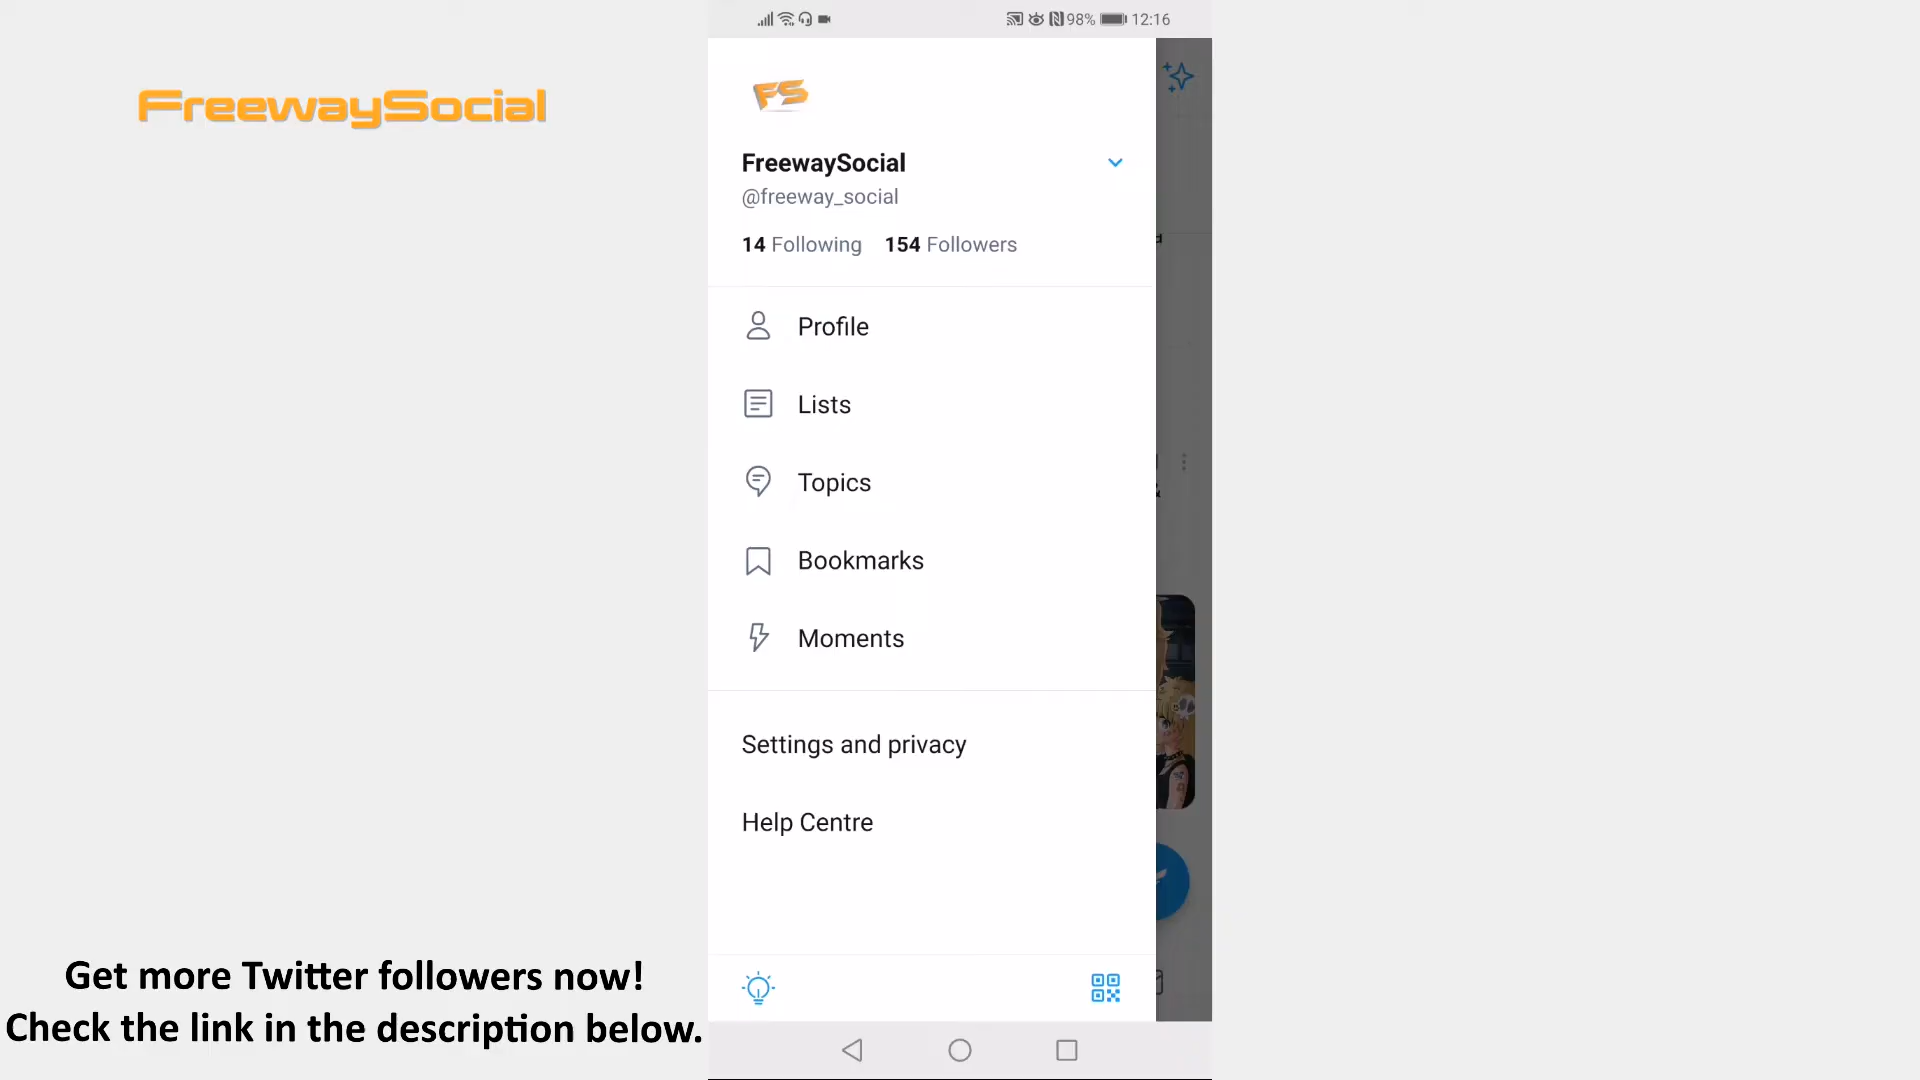 98% 12:16
FreewaySocial
FS
FreewaySocial
@freeway_social
14 Following 154 Followers
Profile
Lists
Topics
Bookmarks
Moments
Settings and privacy
Help Centre
Get more Twitter followers now!
Check the link in the description below.